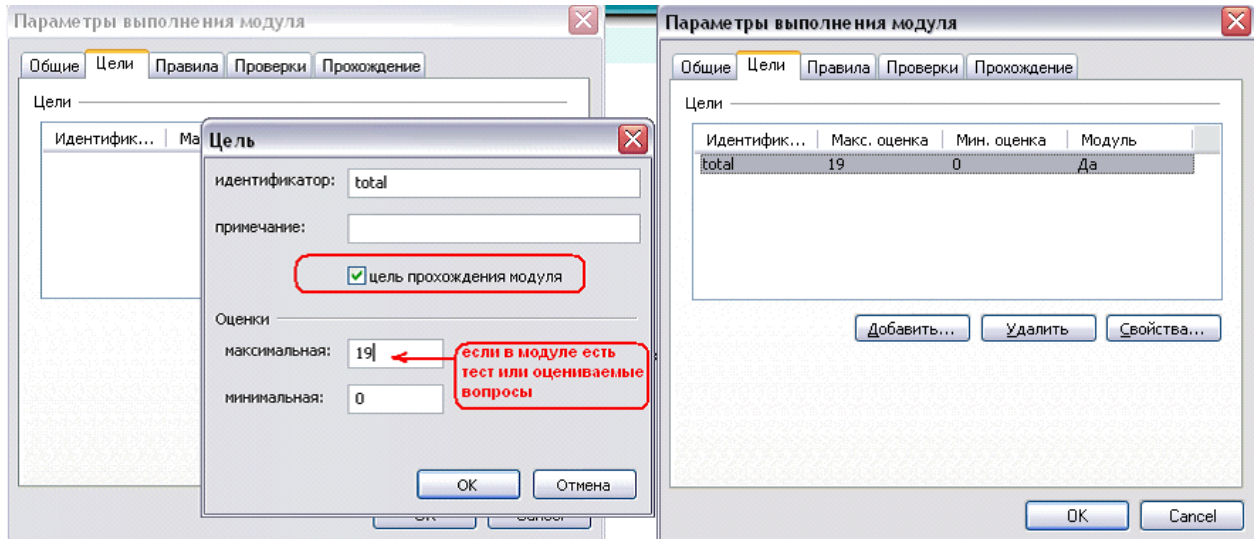 Параметры выполнения модуля
Общие Цели Правила Проверки Прохождение
Цели
Идентифик... Ма
Цель
идентификатор: total
примечание:
цель прохождения модуля
Оценки
максимальная: 19
если в модуле есть
тест или оцениваемые
вопросы
минимальная: 0
ОК Отмена
OK Cancel
Параметры выполнения модуля
Общие Цели Правила Проверки Прохождение
Цели
Идентифик... Макс. оценка Мин. оценка Модуль
total 19 0 Да
Добавить... Удалить Свойства...
OK Cancel